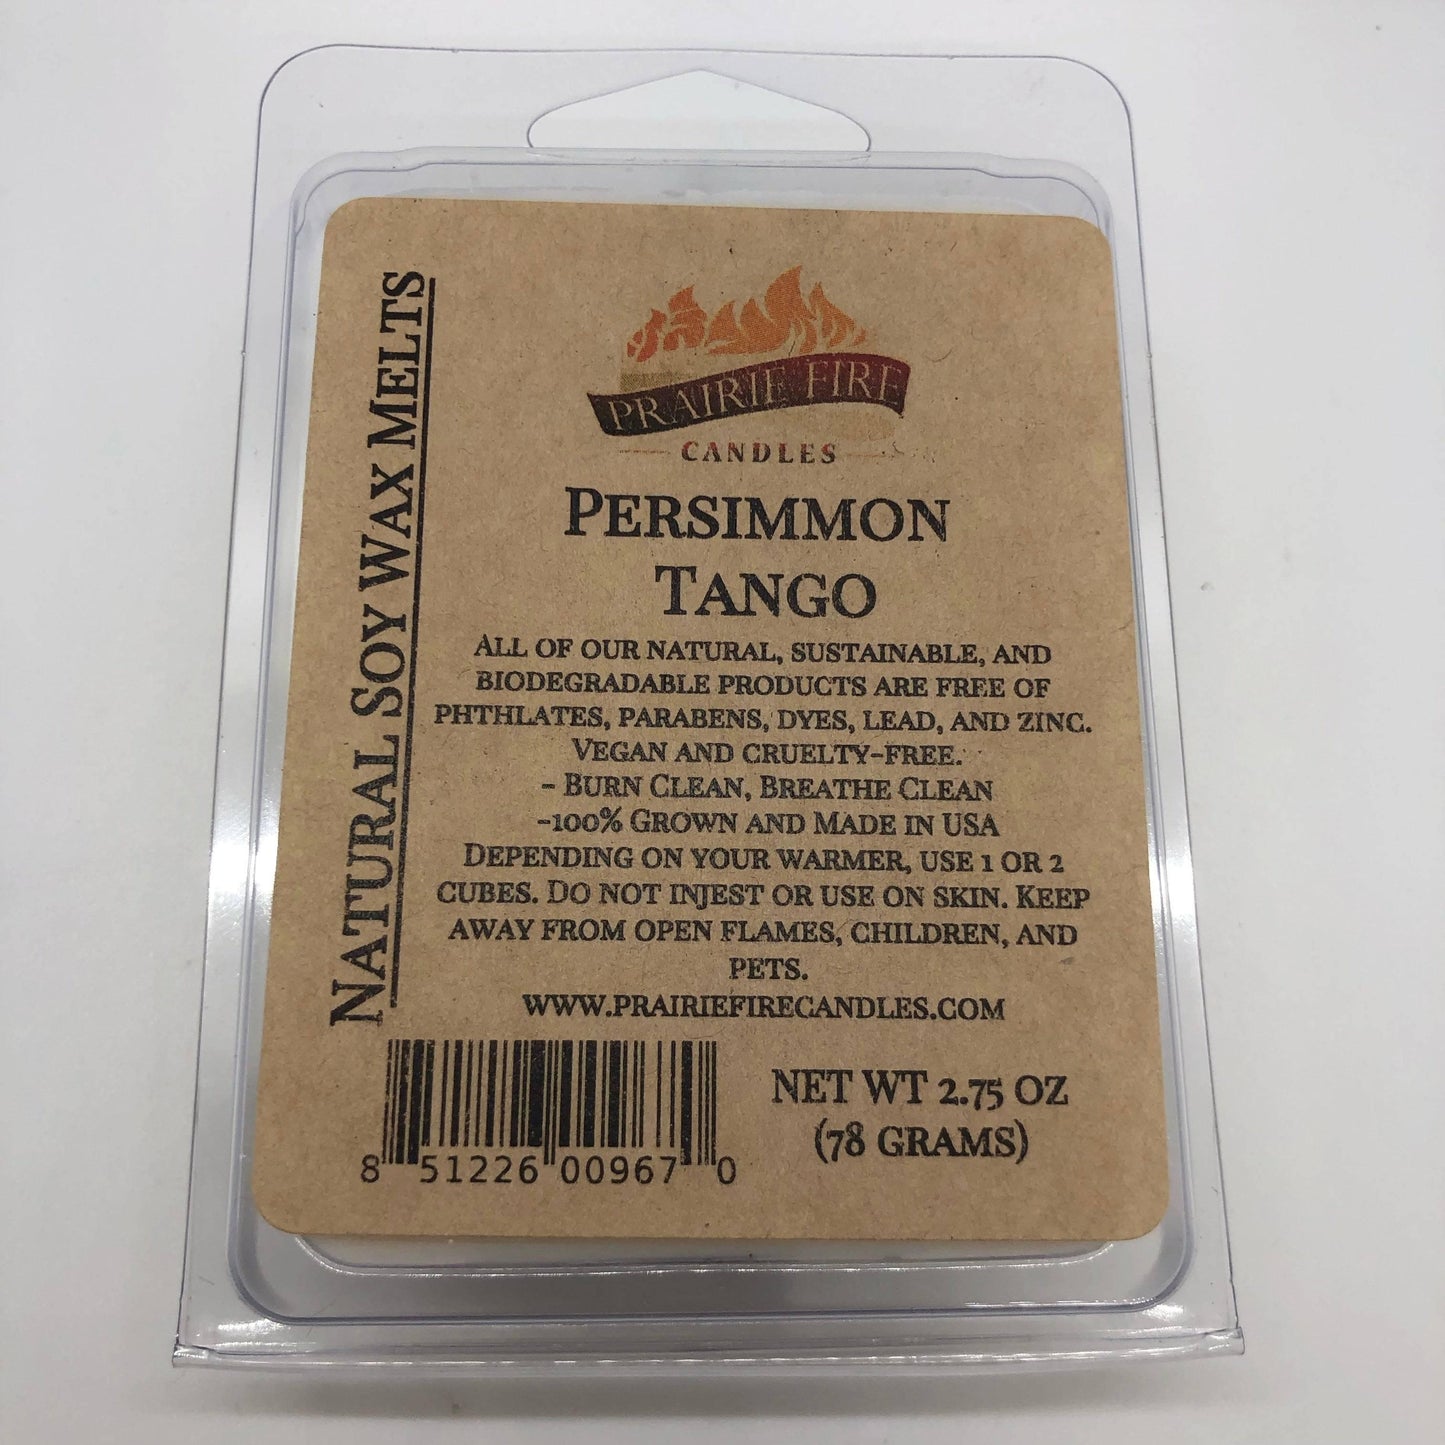 NATURAL SOY WAX MELTS
PRAIRIE FIRE
CANDLES
PERSIMMON
TANGO
ALL OF OUR NATURAL, SUSTAINABLE, AND
BIODEGRADABLE PRODUCTS ARE FREE OF
PHTHLATES, PARABENS, DYES, LEAD, AND ZINC.
VEGAN AND CRUELTY-FREE.
- BURN CLEAN, BREATHE CLEAN
-100% GROWN AND MADE IN USA
DEPENDING ON YOUR WARMER, USE 1 OR 2
CUBES. DO NOT INJEST OR USE ON SKIN. KEEP
AWAY FROM OPEN FLAMES, CHILDREN, AND
PETS.
WWW.PRAIRIEFIRECANDLES.COM
8 51226 00967 0
NET WT 2.75 OZ
(78 GRAMS)